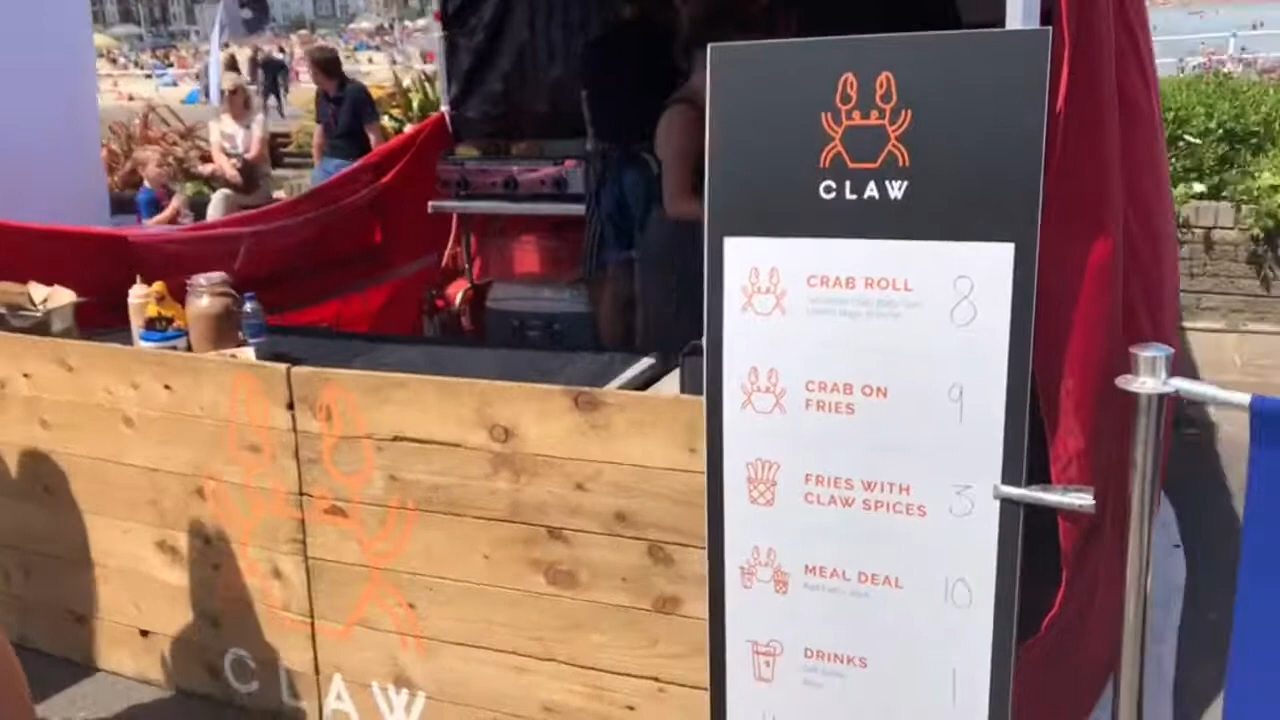 CLAW
CRAB ROLL 8
CRAB ON
FRIES 9
FRIES WITH
CLAW SPICES 3
MEAL DEAL 10
DRINKS 1
CLAW